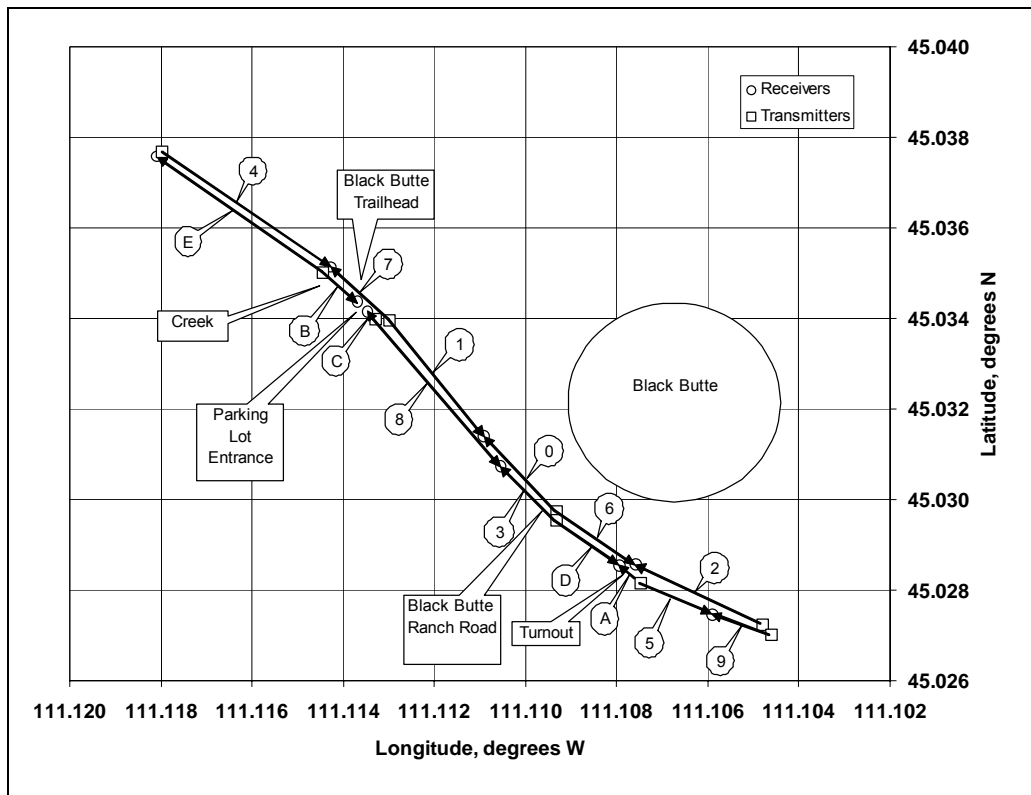 45.040
Receivers
Transmitters
45.038
4
Black Butte
Trailhead
45.036
E
7
Creek
B
45.034
C
1
Black Butte
Parking
Lot
Entrance
8
45.032
0
3
6
45.030
D
2
Black Butte
Ranch Road
A
45.028
Turnout
5
9
45.026
111.120 111.118 111.116 111.114 111.112 111.110 111.108 111.106 111.104 111.102
Longitude, degrees W
Latitude, degrees N